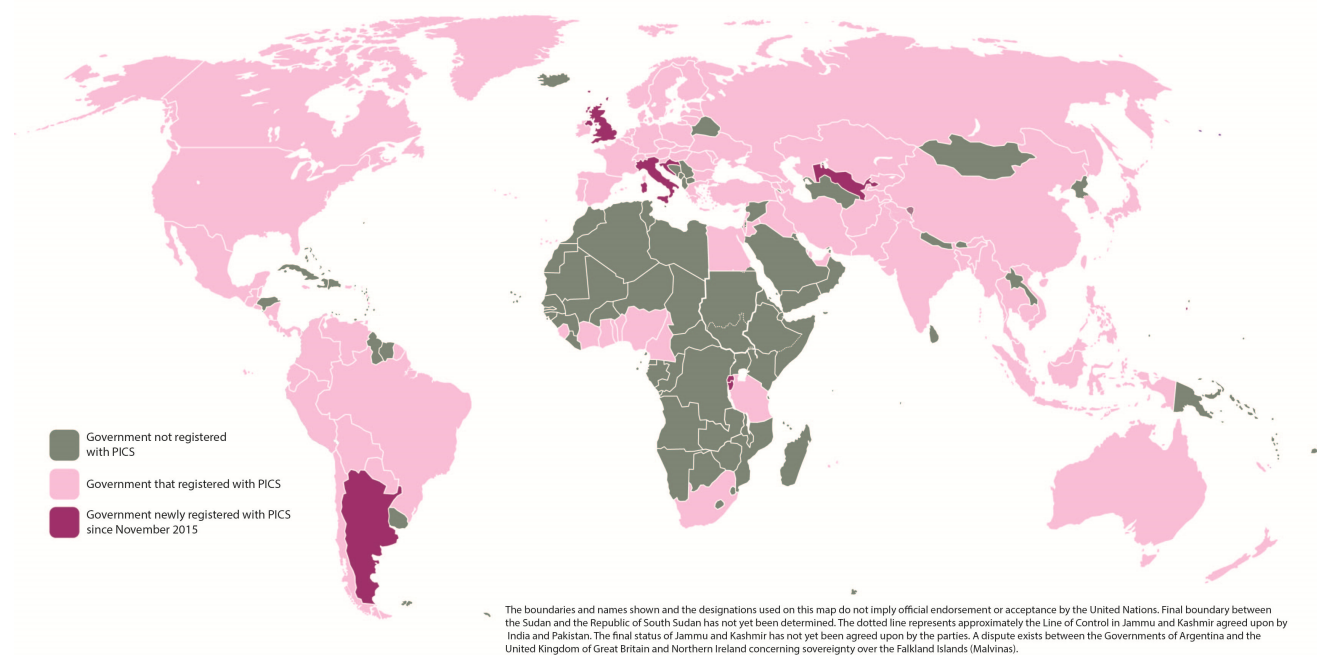 Government not registered
with PICS
Government that registered with PICS
Government newly registered with PICS
since November 2015
The boundaries and names shown and the designations used on this map do not imply official endorsement or acceptance by the United Nations. Final boundary between
the Sudan and the Republic of South Sudan has not yet been determined. The dotted line represents approximately the Line of Control in Jammu and Kashmir agreed upon by
India and Pakistan. The final status of Jammu and Kashmir has not yet been agreed upon by the parties. A dispute exists between the Governments of Argentina and the
United Kingdom of Great Britain and Northern Ireland concerning sovereignty over the Falkland Islands (Malvinas).